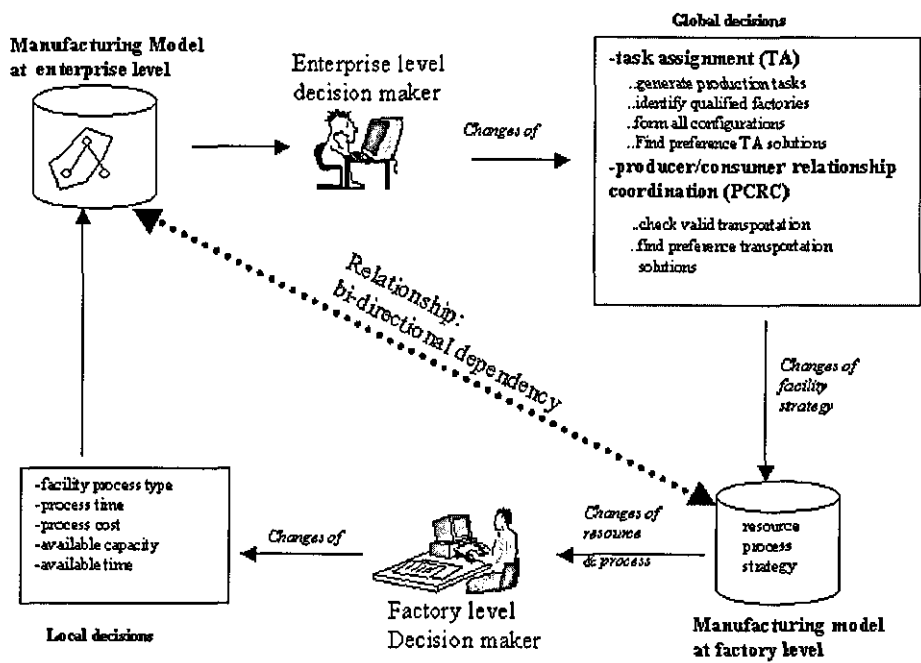 Global decisions
Manufacturing Model
at enterprise level
Enterprise level
decision maker
Changes of
-task assignment (TA)
..generate production tasks
..identify qualified factories
..form all configurations
..Find preference TA solutions
-producer/consumer relationship
coordination (PCRC)
..check valid transportation
..find preference transportation
solutions
Relationship:
bi-directional dependency
Changes of
facility
strategy
-facility process type
-process time
-process cost
-available capacity
-available time
Local decisions
Changes of
Factory level
Decision maker
Changes of
resource
& process
resource
process
strategy
Manufacturing model
at factory level